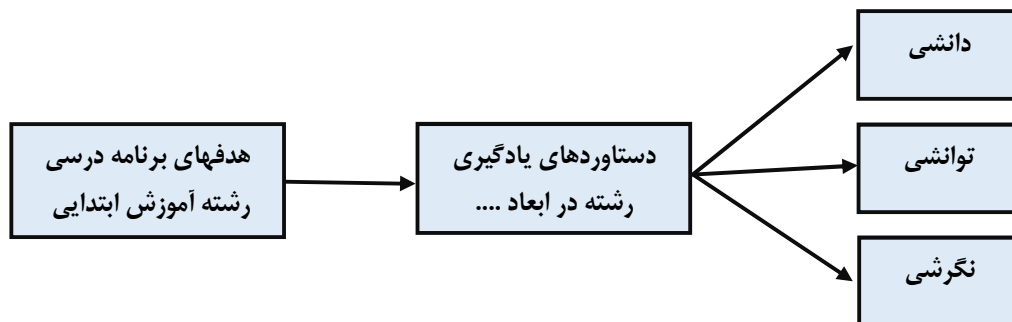 دانشی
هدفهای برنامه درسی
رشته آموزش ابتدایی
دستاوردهای یادگیری
رشته در ابعاد ....
توانشی
نگرشی